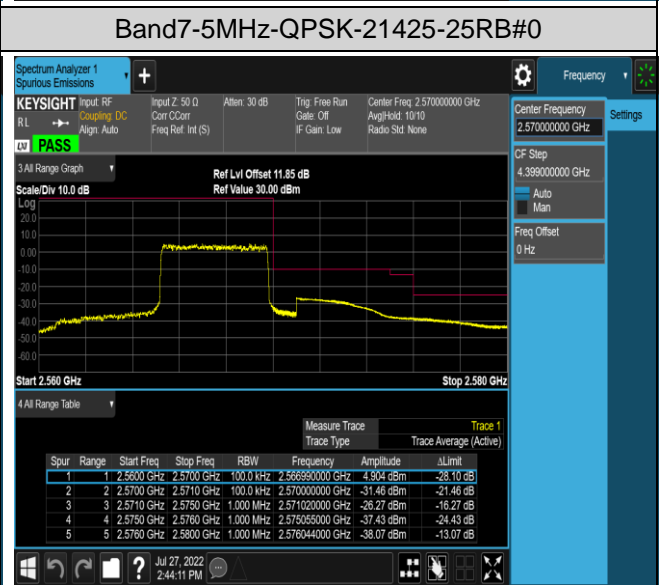 Band7-5MHz-QPSK-21425-25RB#0
Spectrum Analyzer 1
Spurious Emissions
+
Frequency
KEYSIGHT Input: RF Input Z: 50 Ω Atten: 30 dB Trig: Free Run Center Freq: 2.570000000 GHz
RL Coupling: DC Corr CCorr Gate: Off Avg|Hold: 10/10
Align: Auto Freq Ref: Int (S) IF Gain: Low Radio Std: None
LXI PASS
Center Frequency
2.570000000 GHz
Settings
CF Step
4.399000000 GHz
Auto
Man
Freq Offset
0 Hz
3 All Range Graph
Ref Lvl Offset 11.85 dB
Scale/Div 10.0 dB Ref Value 30.00 dBm
Log
20.0
10.0
0.00
-10.0
-20.0
-30.0
-40.0
-50.0
-60.0
Start 2.560 GHz Stop 2.580 GHz
4 All Range Table
Measure Trace Trace 1
Trace Type Trace Average (Active)
Spur Range Start Freq Stop Freq RBW Frequency Amplitude ΔLimit
1 1 2.5600 GHz 2.5700 GHz 100.0 kHz 2.566990000 GHz 4.904 dBm -28.10 dB
2 2 2.5700 GHz 2.5710 GHz 100.0 kHz 2.570000000 GHz -31.46 dBm -21.46 dB
3 3 2.5710 GHz 2.5750 GHz 1.000 MHz 2.571020000 GHz -26.27 dBm -16.27 dB
4 4 2.5750 GHz 2.5760 GHz 1.000 MHz 2.575055000 GHz -37.43 dBm -24.43 dB
5 5 2.5760 GHz 2.5800 GHz 1.000 MHz 2.576044000 GHz -38.07 dBm -13.07 dB
? Jul 27, 2022
2:44:11 PM